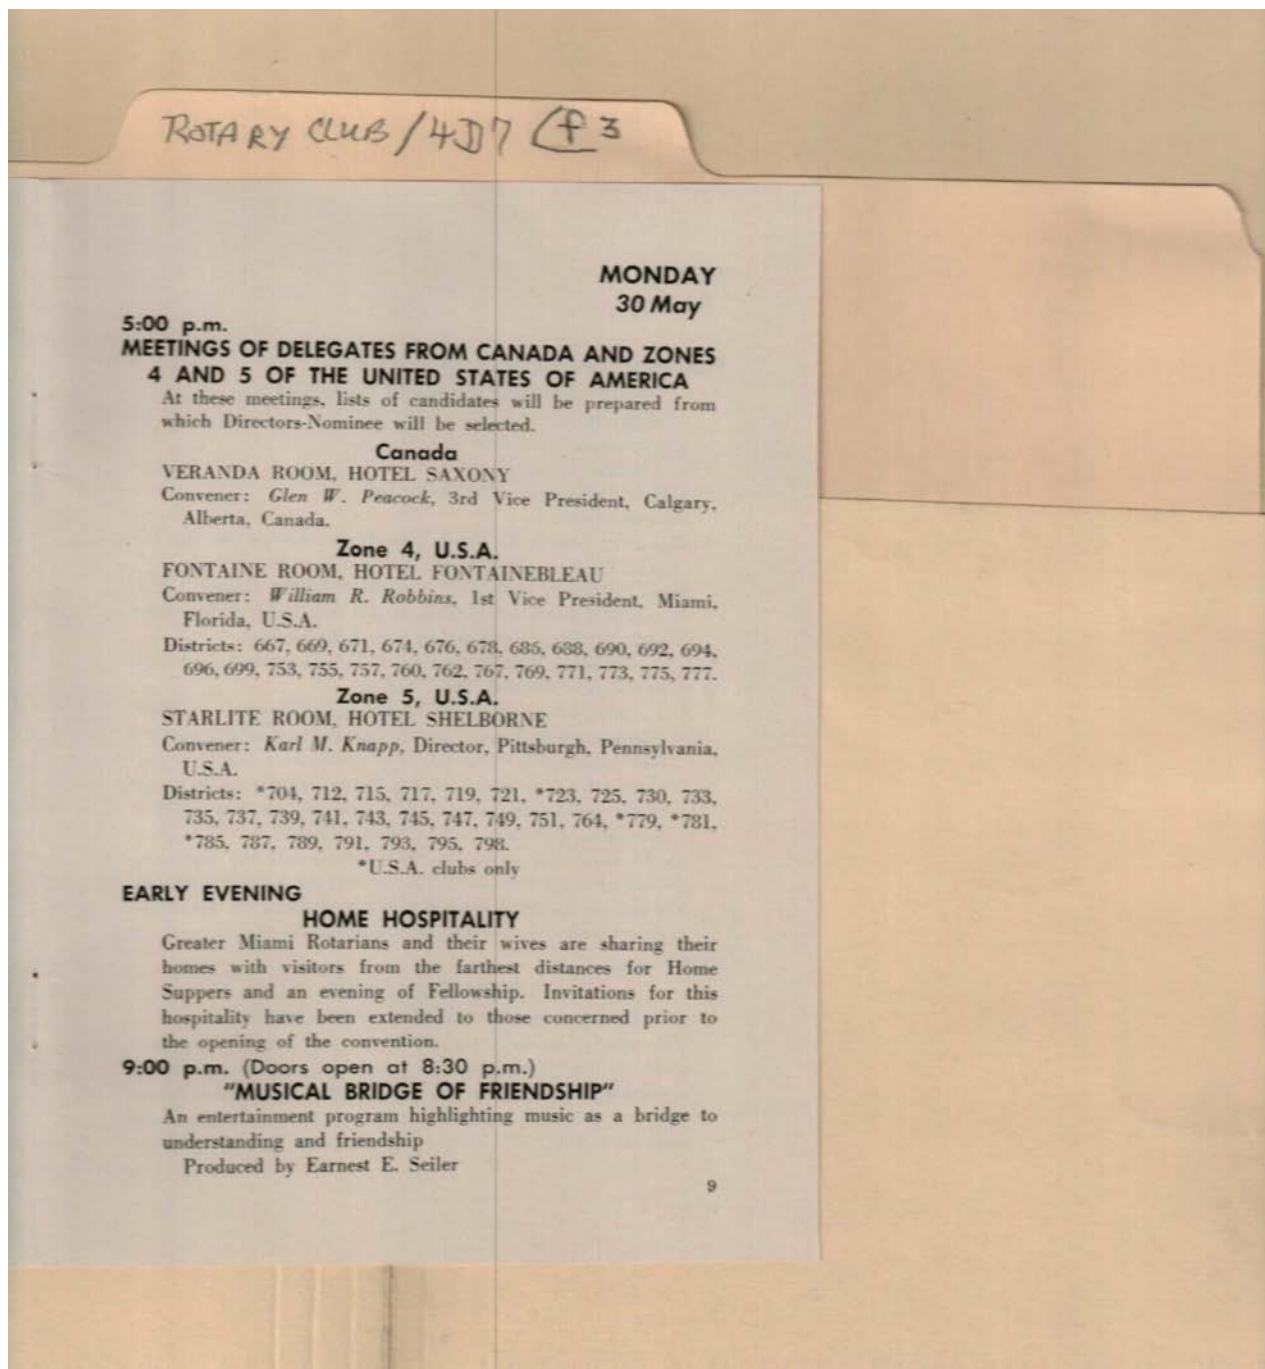 ROTARY CLUB/4D7 f3
MONDAY
30 May
5:00 p.m.
MEETINGS OF DELEGATES FROM CANADA AND ZONES
4 AND 5 OF THE UNITED STATES OF AMERICA
At these meetings, lists of candidates will be prepared from
which Directors-Nominee will be selected.
Canada
VERANDA ROOM, HOTEL SAXONY
Convener: Glen W. Peacock, 3rd Vice President, Calgary,
Alberta, Canada.
Zone 4, U.S.A.
FONTAINE ROOM, HOTEL FONTAINEBLEAU
Convener: William R. Robbins, 1st Vice President, Miami,
Florida, U.S.A.
Districts: 667, 669, 671, 674, 676, 678, 686, 688, 690, 692, 694,
696, 699, 753, 755, 757, 760, 762, 767, 769, 771, 773, 775, 777.
Zone 5, U.S.A.
STARLITE ROOM, HOTEL SHELBORNE
Convener: Karl M. Knapp, Director, Pittsburgh, Pennsylvania,
U.S.A.
Districts: *704, 712, 715, 717, 719, 721, *723, 725, 730, 733,
735, 737, 739, 741, 743, 745, 747, 749, 751, 764, *779, *781,
*785, 787, 789, 791, 793, 795, 798.
*U.S.A. clubs only
EARLY EVENING
HOME HOSPITALITY
Greater Miami Rotarians and their wives are sharing their
homes with visitors from the farthest distances for Home
Suppers and an evening of Fellowship. Invitations for this
hospitality have been extended to those concerned prior to
the opening of the convention.
9:00 p.m. (Doors open at 8:30 p.m.)
"MUSICAL BRIDGE OF FRIENDSHIP"
An entertainment program highlighting music as a bridge to
understanding and friendship
Produced by Earnest E. Seiler
9